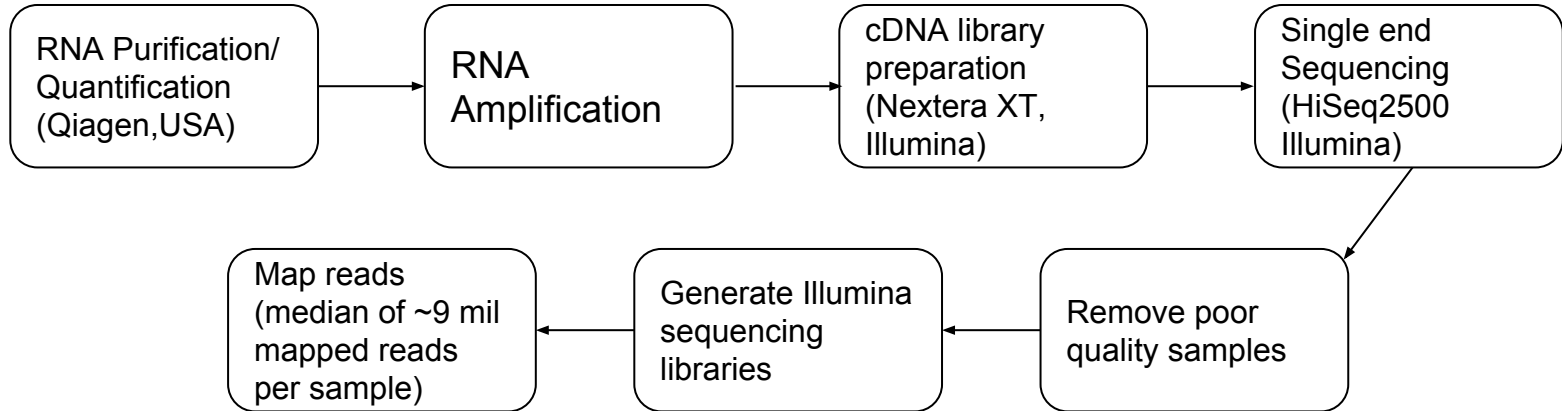 RNA Purification/
Quantification
(Qiagen,USA)
RNA
Amplification
cDNA library
preparation
(Nextera XT,
Illumina)
Single end
Sequencing
(HiSeq2500
Illumina)
Remove poor
quality samples
Generate Illumina
sequencing
libraries
Map reads
(median of ~9 mil
mapped reads
per sample)